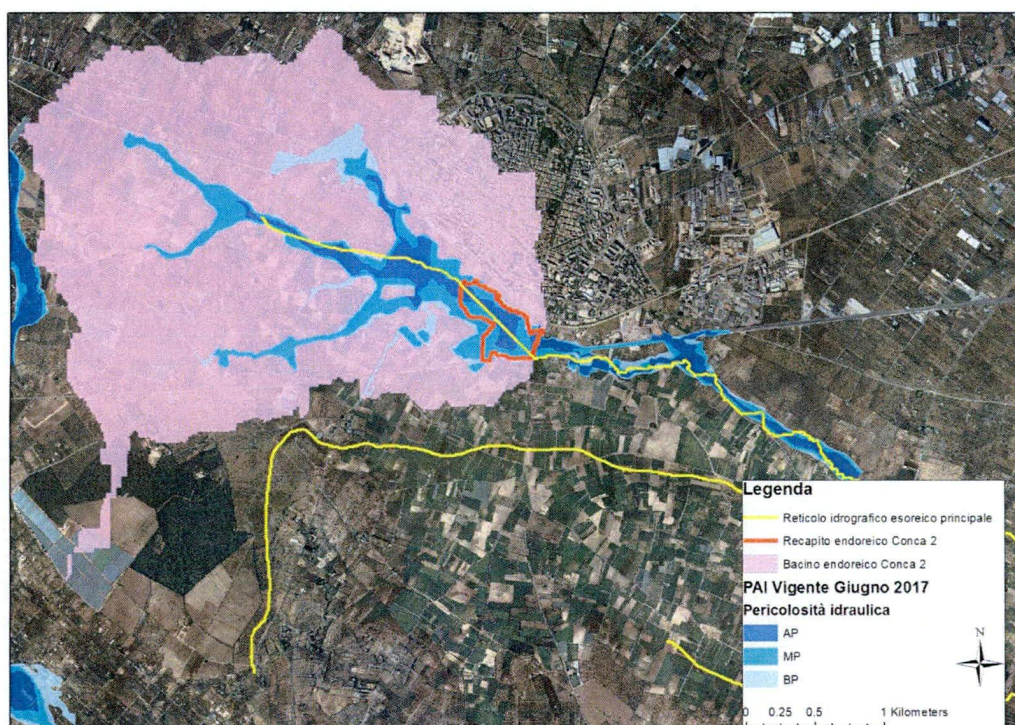 Legenda
Reticolo idrografico esoreico principale
Recapito endoreico Conca 2
Bacino endoreico Conca 2
PAI Vigente Giugno 2017
Pericolosità idraulica
AP
MP
BP
N
0 0.25 0.5 1 Kilometers